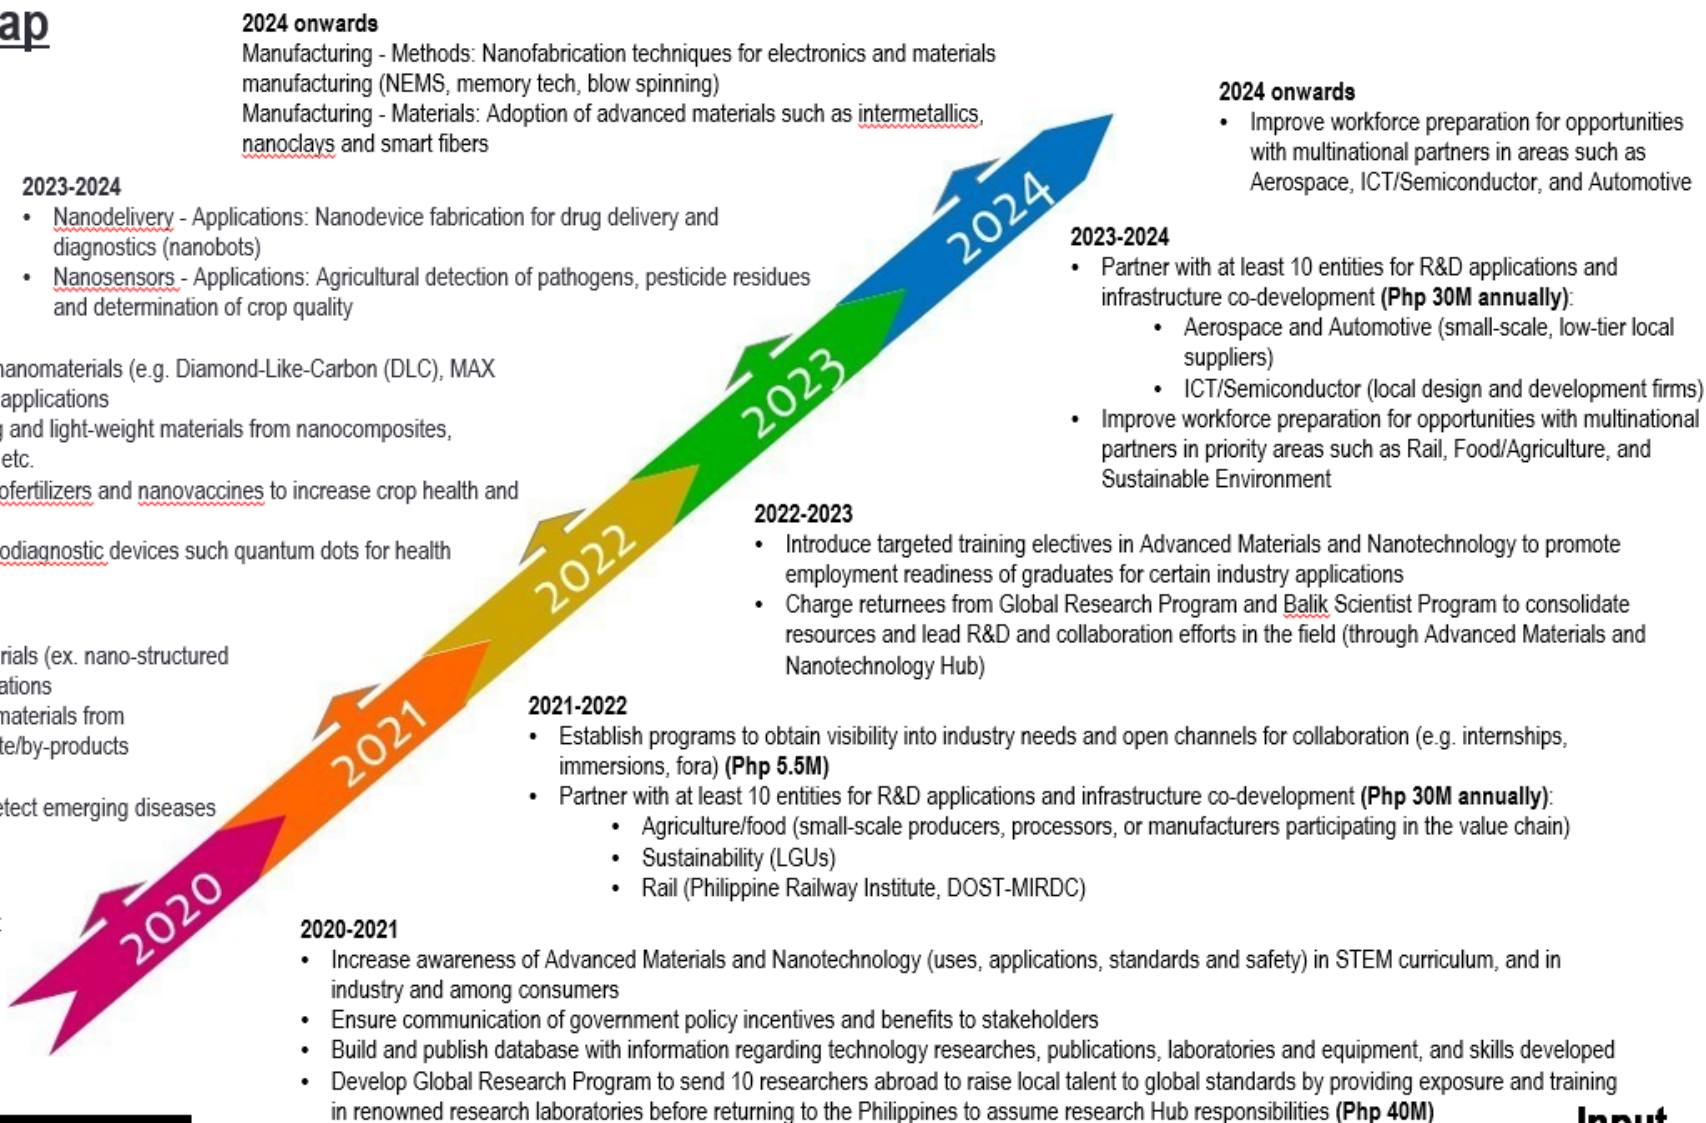 ap
2024 onwards
Manufacturing - Methods: Nanofabrication techniques for electronics and materials
manufacturing (NEMS, memory tech, blow spinning)
Manufacturing - Materials: Adoption of advanced materials such as intermetallics,
nanoclays and smart fibers
2023-2024
• Nanodelivery - Applications: Nanodevice fabrication for drug delivery and
diagnostics (nanobots)
• Nanosensors - Applications: Agricultural detection of pathogens, pesticide residues
and determination of crop quality
nanomaterials (e.g. Diamond-Like-Carbon (DLC), MAX
applications
g and light-weight materials from nanocomposites,
etc.
ofertilizers and nanovaccines to increase crop health and
odiagnostic devices such quantum dots for health
rials (ex. nano-structured
ations
materials from
te/by-products
etect emerging diseases
2024
2023
2022
2021
2020
2024 onwards
• Improve workforce preparation for opportunities
with multinational partners in areas such as
Aerospace, ICT/Semiconductor, and Automotive
2023-2024
• Partner with at least 10 entities for R&D applications and
infrastructure co-development (Php 30M annually):
• Aerospace and Automotive (small-scale, low-tier local
suppliers)
• ICT/Semiconductor (local design and development firms)
• Improve workforce preparation for opportunities with multinational
partners in priority areas such as Rail, Food/Agriculture, and
Sustainable Environment
2022-2023
• Introduce targeted training electives in Advanced Materials and Nanotechnology to promote
employment readiness of graduates for certain industry applications
• Charge returnees from Global Research Program and Balik Scientist Program to consolidate
resources and lead R&D and collaboration efforts in the field (through Advanced Materials and
Nanotechnology Hub)
2021-2022
• Establish programs to obtain visibility into industry needs and open channels for collaboration (e.g. internships,
immersions, fora) (Php 5.5M)
• Partner with at least 10 entities for R&D applications and infrastructure co-development (Php 30M annually):
• Agriculture/food (small-scale producers, processors, or manufacturers participating in the value chain)
• Sustainability (LGUs)
• Rail (Philippine Railway Institute, DOST-MIRDC)
2020-2021
• Increase awareness of Advanced Materials and Nanotechnology (uses, applications, standards and safety) in STEM curriculum, and in
industry and among consumers
• Ensure communication of government policy incentives and benefits to stakeholders
• Build and publish database with information regarding technology researches, publications, laboratories and equipment, and skills developed
• Develop Global Research Program to send 10 researchers abroad to raise local talent to global standards by providing exposure and training
in renowned research laboratories before returning to the Philippines to assume research Hub responsibilities (Php 40M)
Input